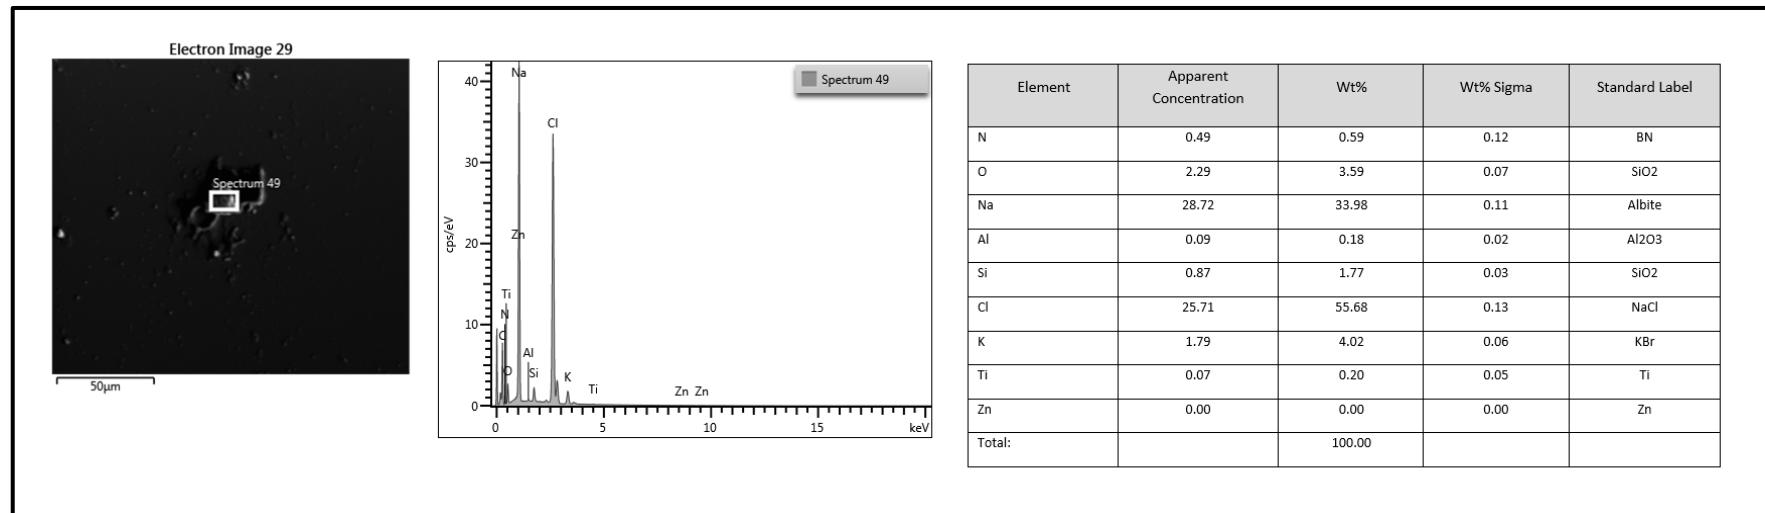 Electron Image 29
Spectrum 49
50μm
Spectrum 49
cps/eV
40
30
20
10
0
Na
Cl
Zn
Ti
N
C
O
Al
Si
K
Ti
Zn Zn
0 5 10 15 keV
Element Apparent Concentration Wt% Wt% Sigma Standard Label
N 0.49 0.59 0.12 BN
O 2.29 3.59 0.07 SiO2
Na 28.72 33.98 0.11 Albite
Al 0.09 0.18 0.02 Al2O3
Si 0.87 1.77 0.03 SiO2
Cl 25.71 55.68 0.13 NaCl
K 1.79 4.02 0.06 KBr
Ti 0.07 0.20 0.05 Ti
Zn 0.00 0.00 0.00 Zn
Total: 100.00